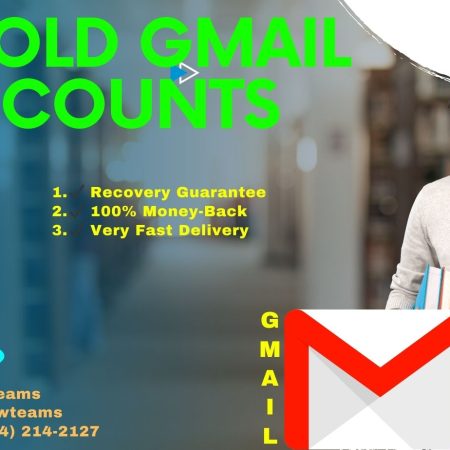 OLD GMAIL
COUNTS
1. Recovery Guarantee
2. 100% Money-Back
3. Very Fast Delivery
GMAIL
eams
wteams
4) 214-2127